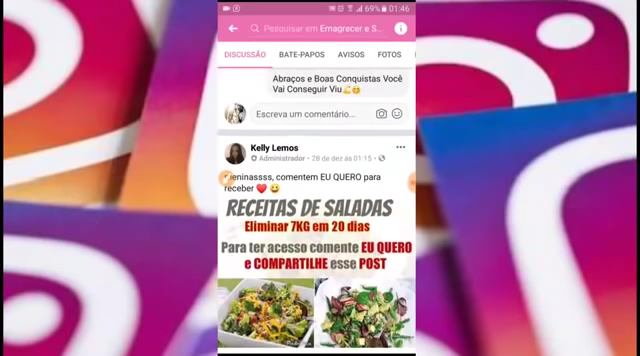 69% 01:46
Pesquisar em Emagrecer e S...
DISCUSSÃO BATE-PAPOS AVISOS FOTOS
Abraços e Boas Conquistas Você
Vai Conseguir Viu💪🥳
Escreva um comentário...
Kelly Lemos
Administrador • 28 de dez às 01:15 •
comentem EU QUERO para
receber ❤️ 😄
RECEITAS DE SALADAS
Eliminar 7KG em 20 dias
Para ter acesso comente EU QUERO
e COMPARTILHE esse POST